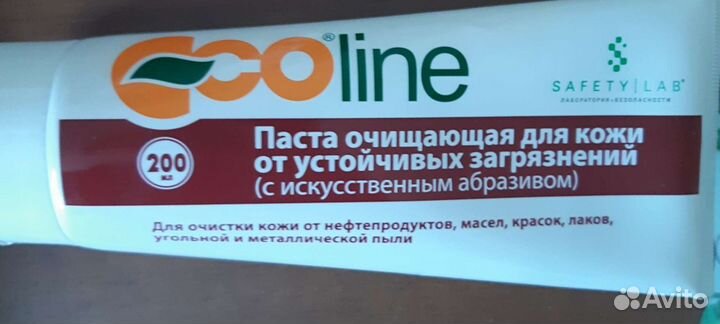 ecoline®
SAFETY|LAB®
ЛАБОРАТОРИЯ•БЕЗОПАСНОСТИ
200
мл
Паста очищающая для кожи
от устойчивых загрязнений
(с искусственным абразивом)
Для очистки кожи от нефтепродуктов, масел, красок, лаков,
угольной и металлической пыли
Avito